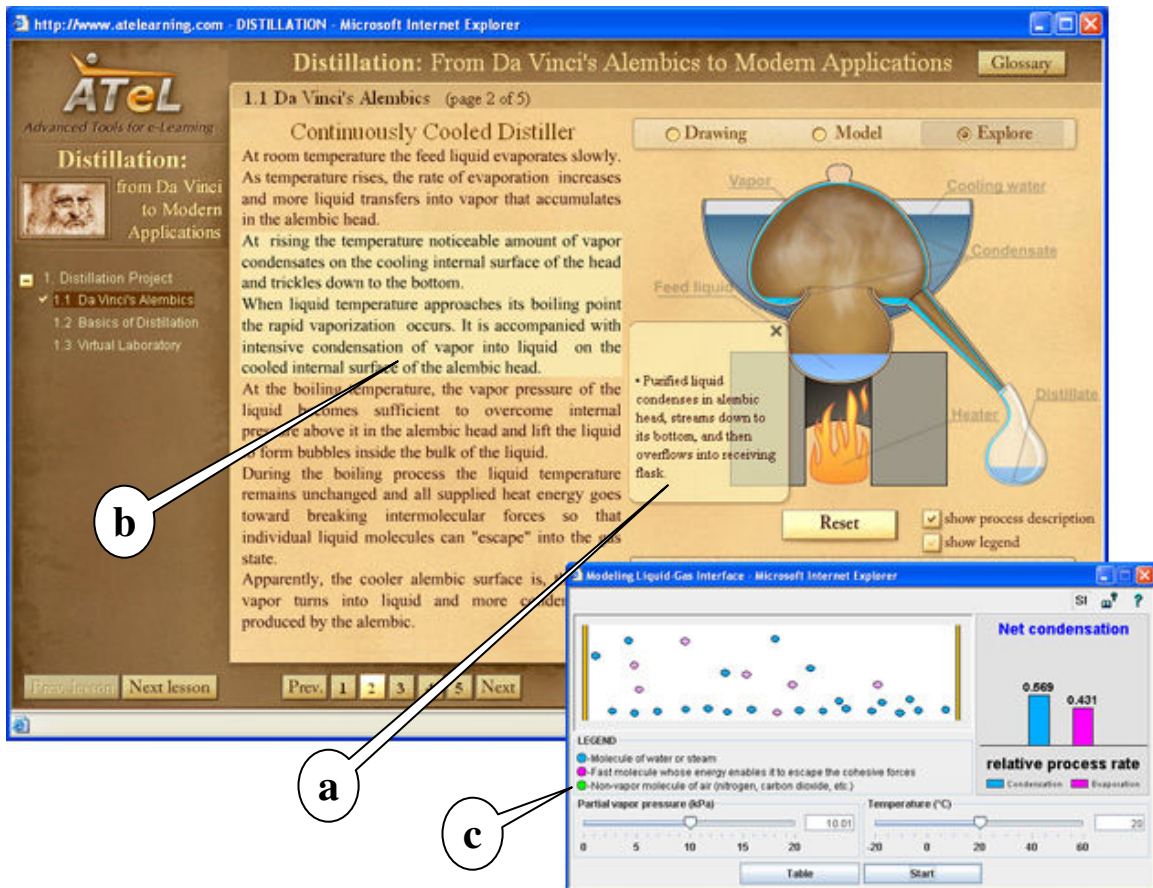 http://www.atelearning.com - DISTILLATION - Microsoft Internet Explorer
ATeL
Advanced Tools for e-Learning
Distillation: From Da Vinci's Alembics to Modern Applications
Glossary
Distillation:
from Da Vinci
to Modern
Applications
1. Distillation Project
1.1 Da Vinci's Alembics
1.2 Basics of Distillation
1.3 Virtual Laboratory
1.1 Da Vinci's Alembics (page 2 of 5)
Continuously Cooled Distiller
At room temperature the feed liquid evaporates slowly.
As temperature rises, the rate of evaporation increases
and more liquid transfers into vapor that accumulates
in the alembic head.
At rising the temperature noticeable amount of vapor
condensates on the cooling internal surface of the head
and trickles down to the bottom.
When liquid temperature approaches its boiling point
the rapid vaporization occurs. It is accompanied with
intensive condensation of vapor into liquid on the
cooled internal surface of the alembic head.
At the boiling temperature, the vapor pressure of the
liquid becomes sufficient to overcome internal
pressure above it in the alembic head and lift the liquid
to form bubbles inside the bulk of the liquid.
During the boiling process the liquid temperature
remains unchanged and all supplied heat energy goes
toward breaking intermolecular forces so that
individual liquid molecules can "escape" into the gas
state.
Apparently, the cooler alembic surface is,
vapor turns into liquid and more
produced by the alembic.
Drawing
Model
Explore
Vapor
Cooling water
Condensate
Feed liquid
Heater
Distillate
• Purified liquid
condenses in alembic
head, streams down to
its bottom, and then
overflows into receiving
flask.
Reset
show process description
show legend
Prev. lesson
Next lesson
Prev. 1 2 3 4 5 Next
b
a
c
Modeling Liquid-Gas Interface - Microsoft Internet Explorer
SI
?
Net condensation
0.569
0.431
relative process rate
Condensation
Evaporation
LEGEND
-Molecule of water or steam
-Fast molecule whose energy enables it to escape the cohesive forces
-Non-vapor molecule of air (nitrogen, carbon dioxide, etc.)
Partial vapor pressure (kPa)
10.01
0 5 10 15 20
Temperature (°C)
20
-20 0 20 40 60
Table
Start